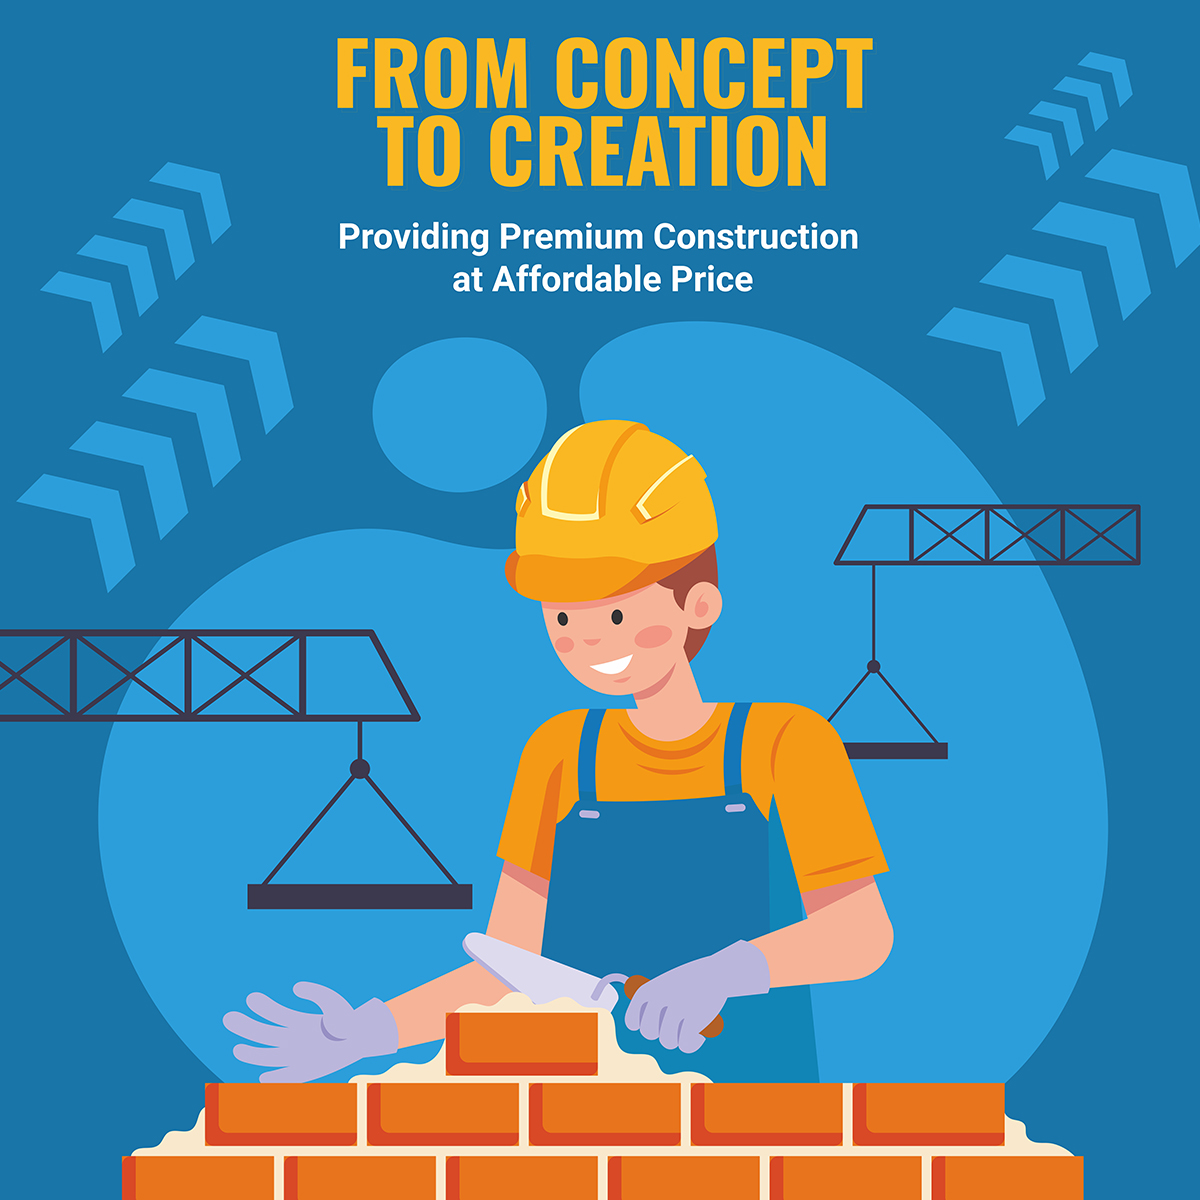 FROM CONCEPT
TO CREATION
Providing Premium Construction
at Affordable Price